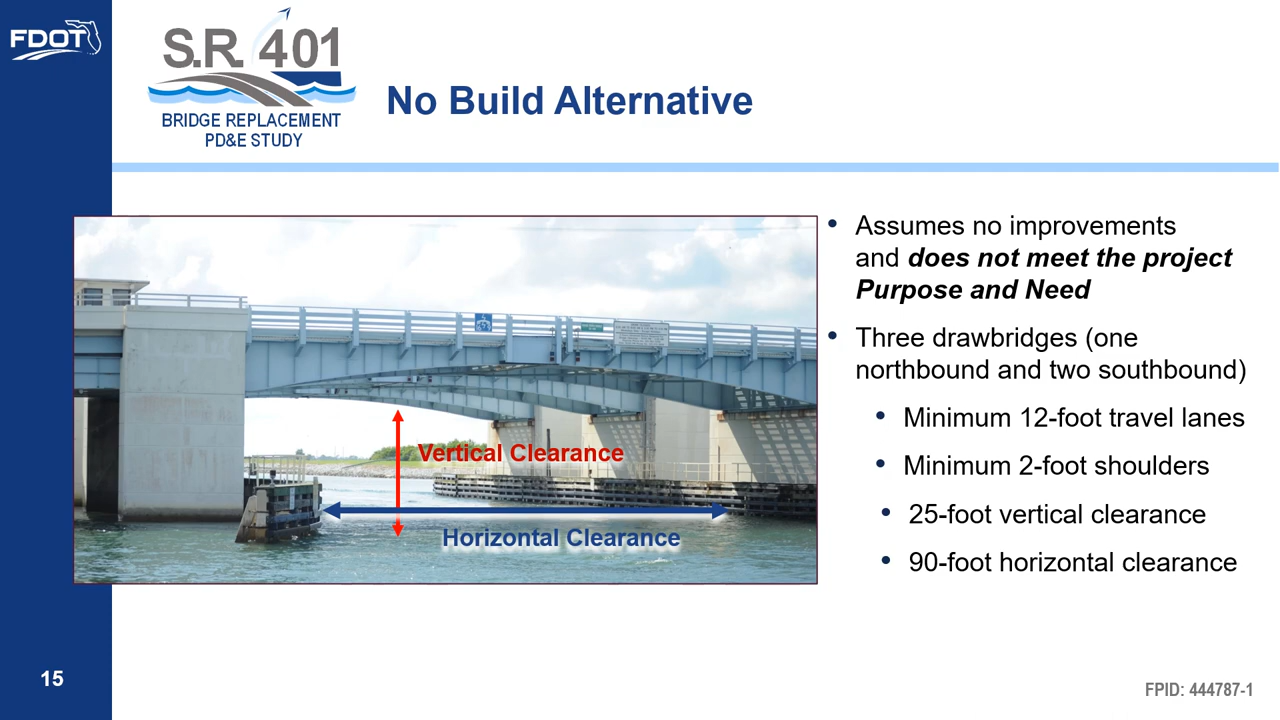 FDOT
S.R. 401
BRIDGE REPLACEMENT
PD&E STUDY
No Build Alternative
Vertical Clearance
Horizontal Clearance
• Assumes no improvements
and does not meet the project
Purpose and Need
• Three drawbridges (one
northbound and two southbound)
• Minimum 12-foot travel lanes
• Minimum 2-foot shoulders
• 25-foot vertical clearance
• 90-foot horizontal clearance
15
FPID: 444787-1